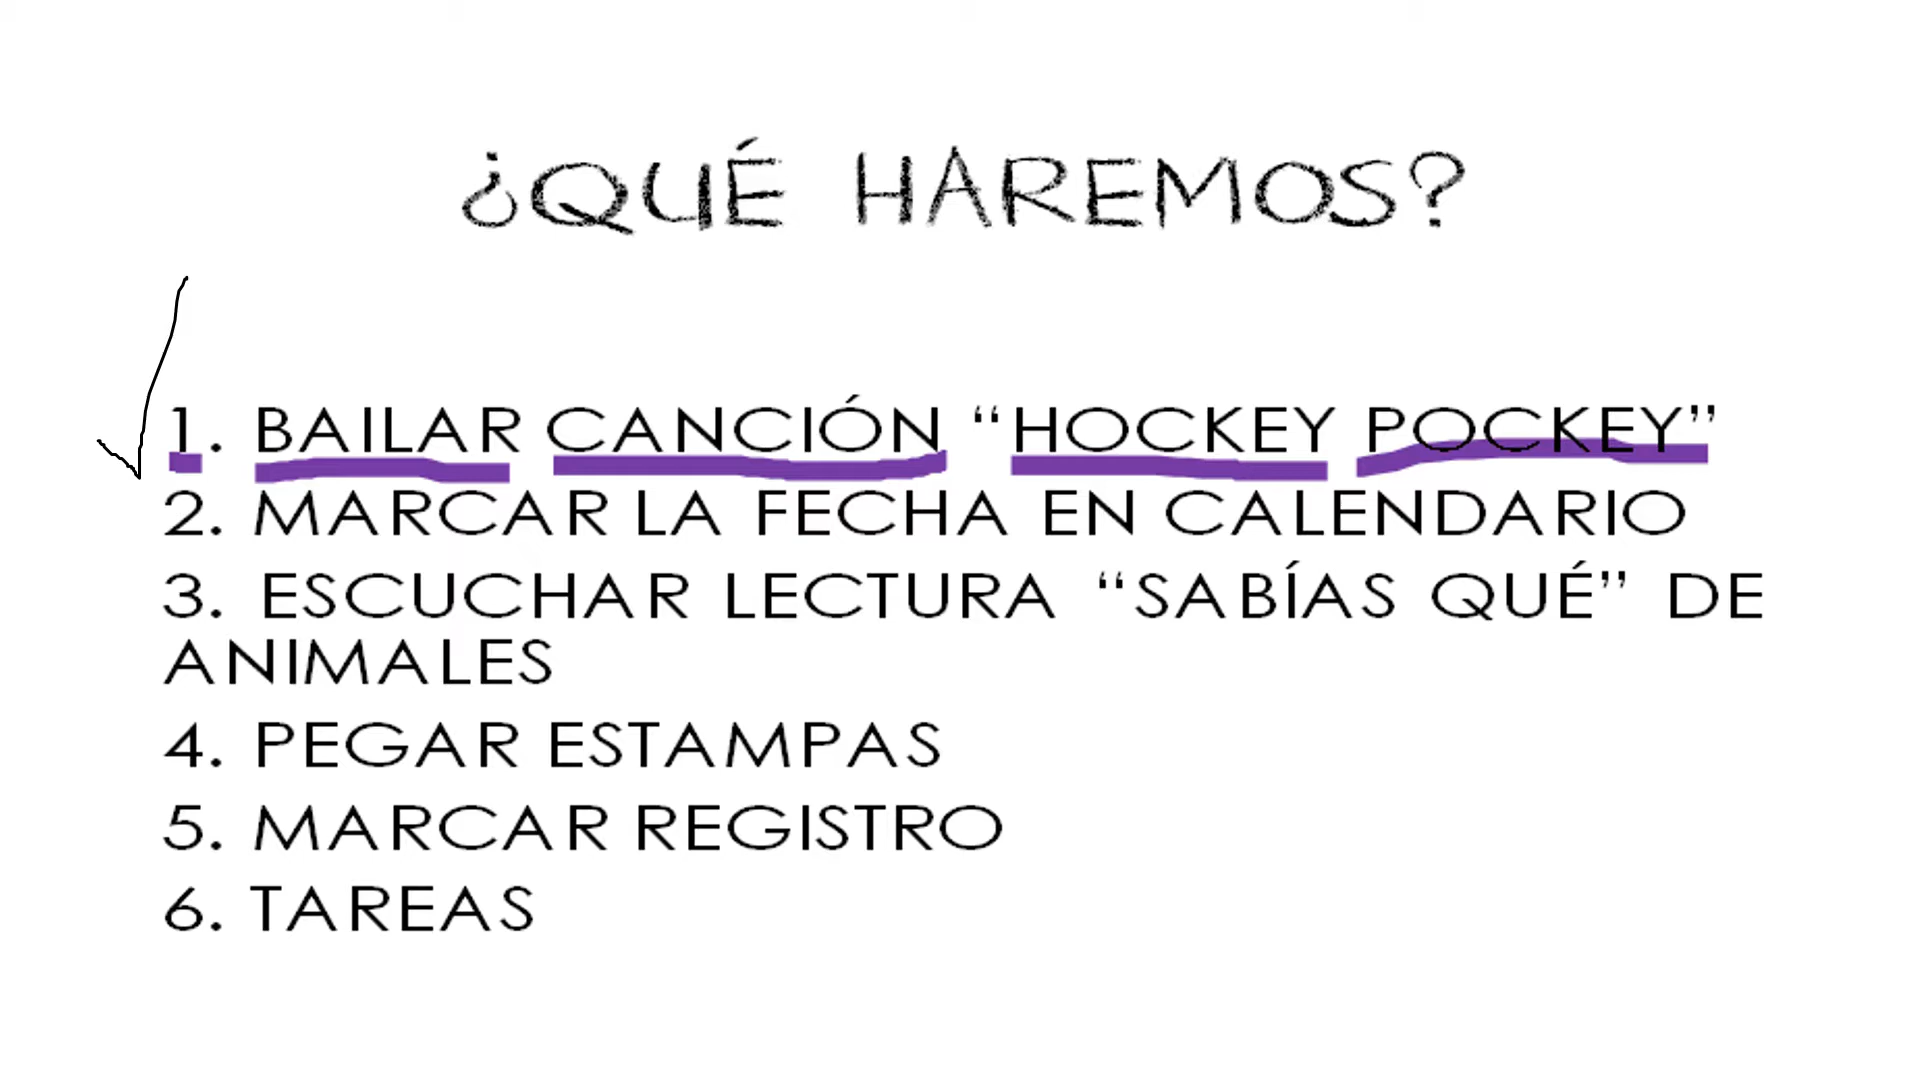 ¿QUÉ HAREMOS?
1. BAILAR CANCIÓN “HOCKEY POCKEY”
2. MARCAR LA FECHA EN CALENDARIO
3. ESCUCHAR LECTURA “SABÍAS QUÉ” DE
ANIMALES
4. PEGAR ESTAMPAS
5. MARCAR REGISTRO
6. TAREAS